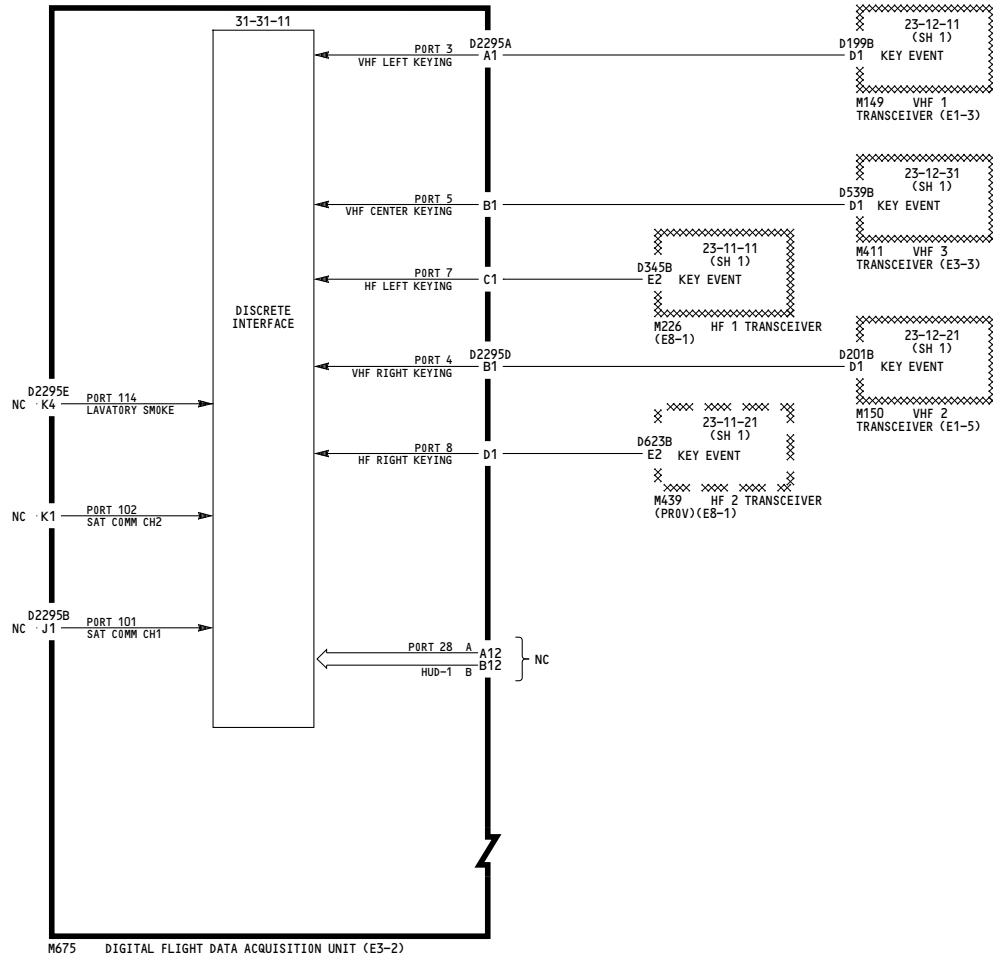 31-31-11
23-12-11
(SH 1)
PORT 3
VHF LEFT KEYING
D2295A
A1
D199B
D1 KEY EVENT
M149 VHF 1
TRANSCEIVER (E1-3)
23-12-31
(SH 1)
PORT 5
VHF CENTER KEYING
B1
D539B
D1 KEY EVENT
M411 VHF 3
TRANSCEIVER (E3-3)
23-11-11
(SH 1)
PORT 7
HF LEFT KEYING
C1
D345B
E2 KEY EVENT
M226 HF 1 TRANSCEIVER
(E8-1)
DISCRETE
INTERFACE
23-12-21
(SH 1)
PORT 4
VHF RIGHT KEYING
D2295D
B1
D201B
D1 KEY EVENT
M150 VHF 2
TRANSCEIVER (E1-5)
D2295E
NC K4
PORT 114
LAVATORY SMOKE
23-11-21
(SH 1)
PORT 8
HF RIGHT KEYING
D1
D623B
E2 KEY EVENT
M439 HF 2 TRANSCEIVER
(PROV)(E8-1)
NC K1
PORT 102
SAT COMM CH2
D2295B
NC J1
PORT 101
SAT COMM CH1
PORT 28 A
A12
B12
NC
HUD-1 B
M675 DIGITAL FLIGHT DATA ACQUISITION UNIT (E3-2)